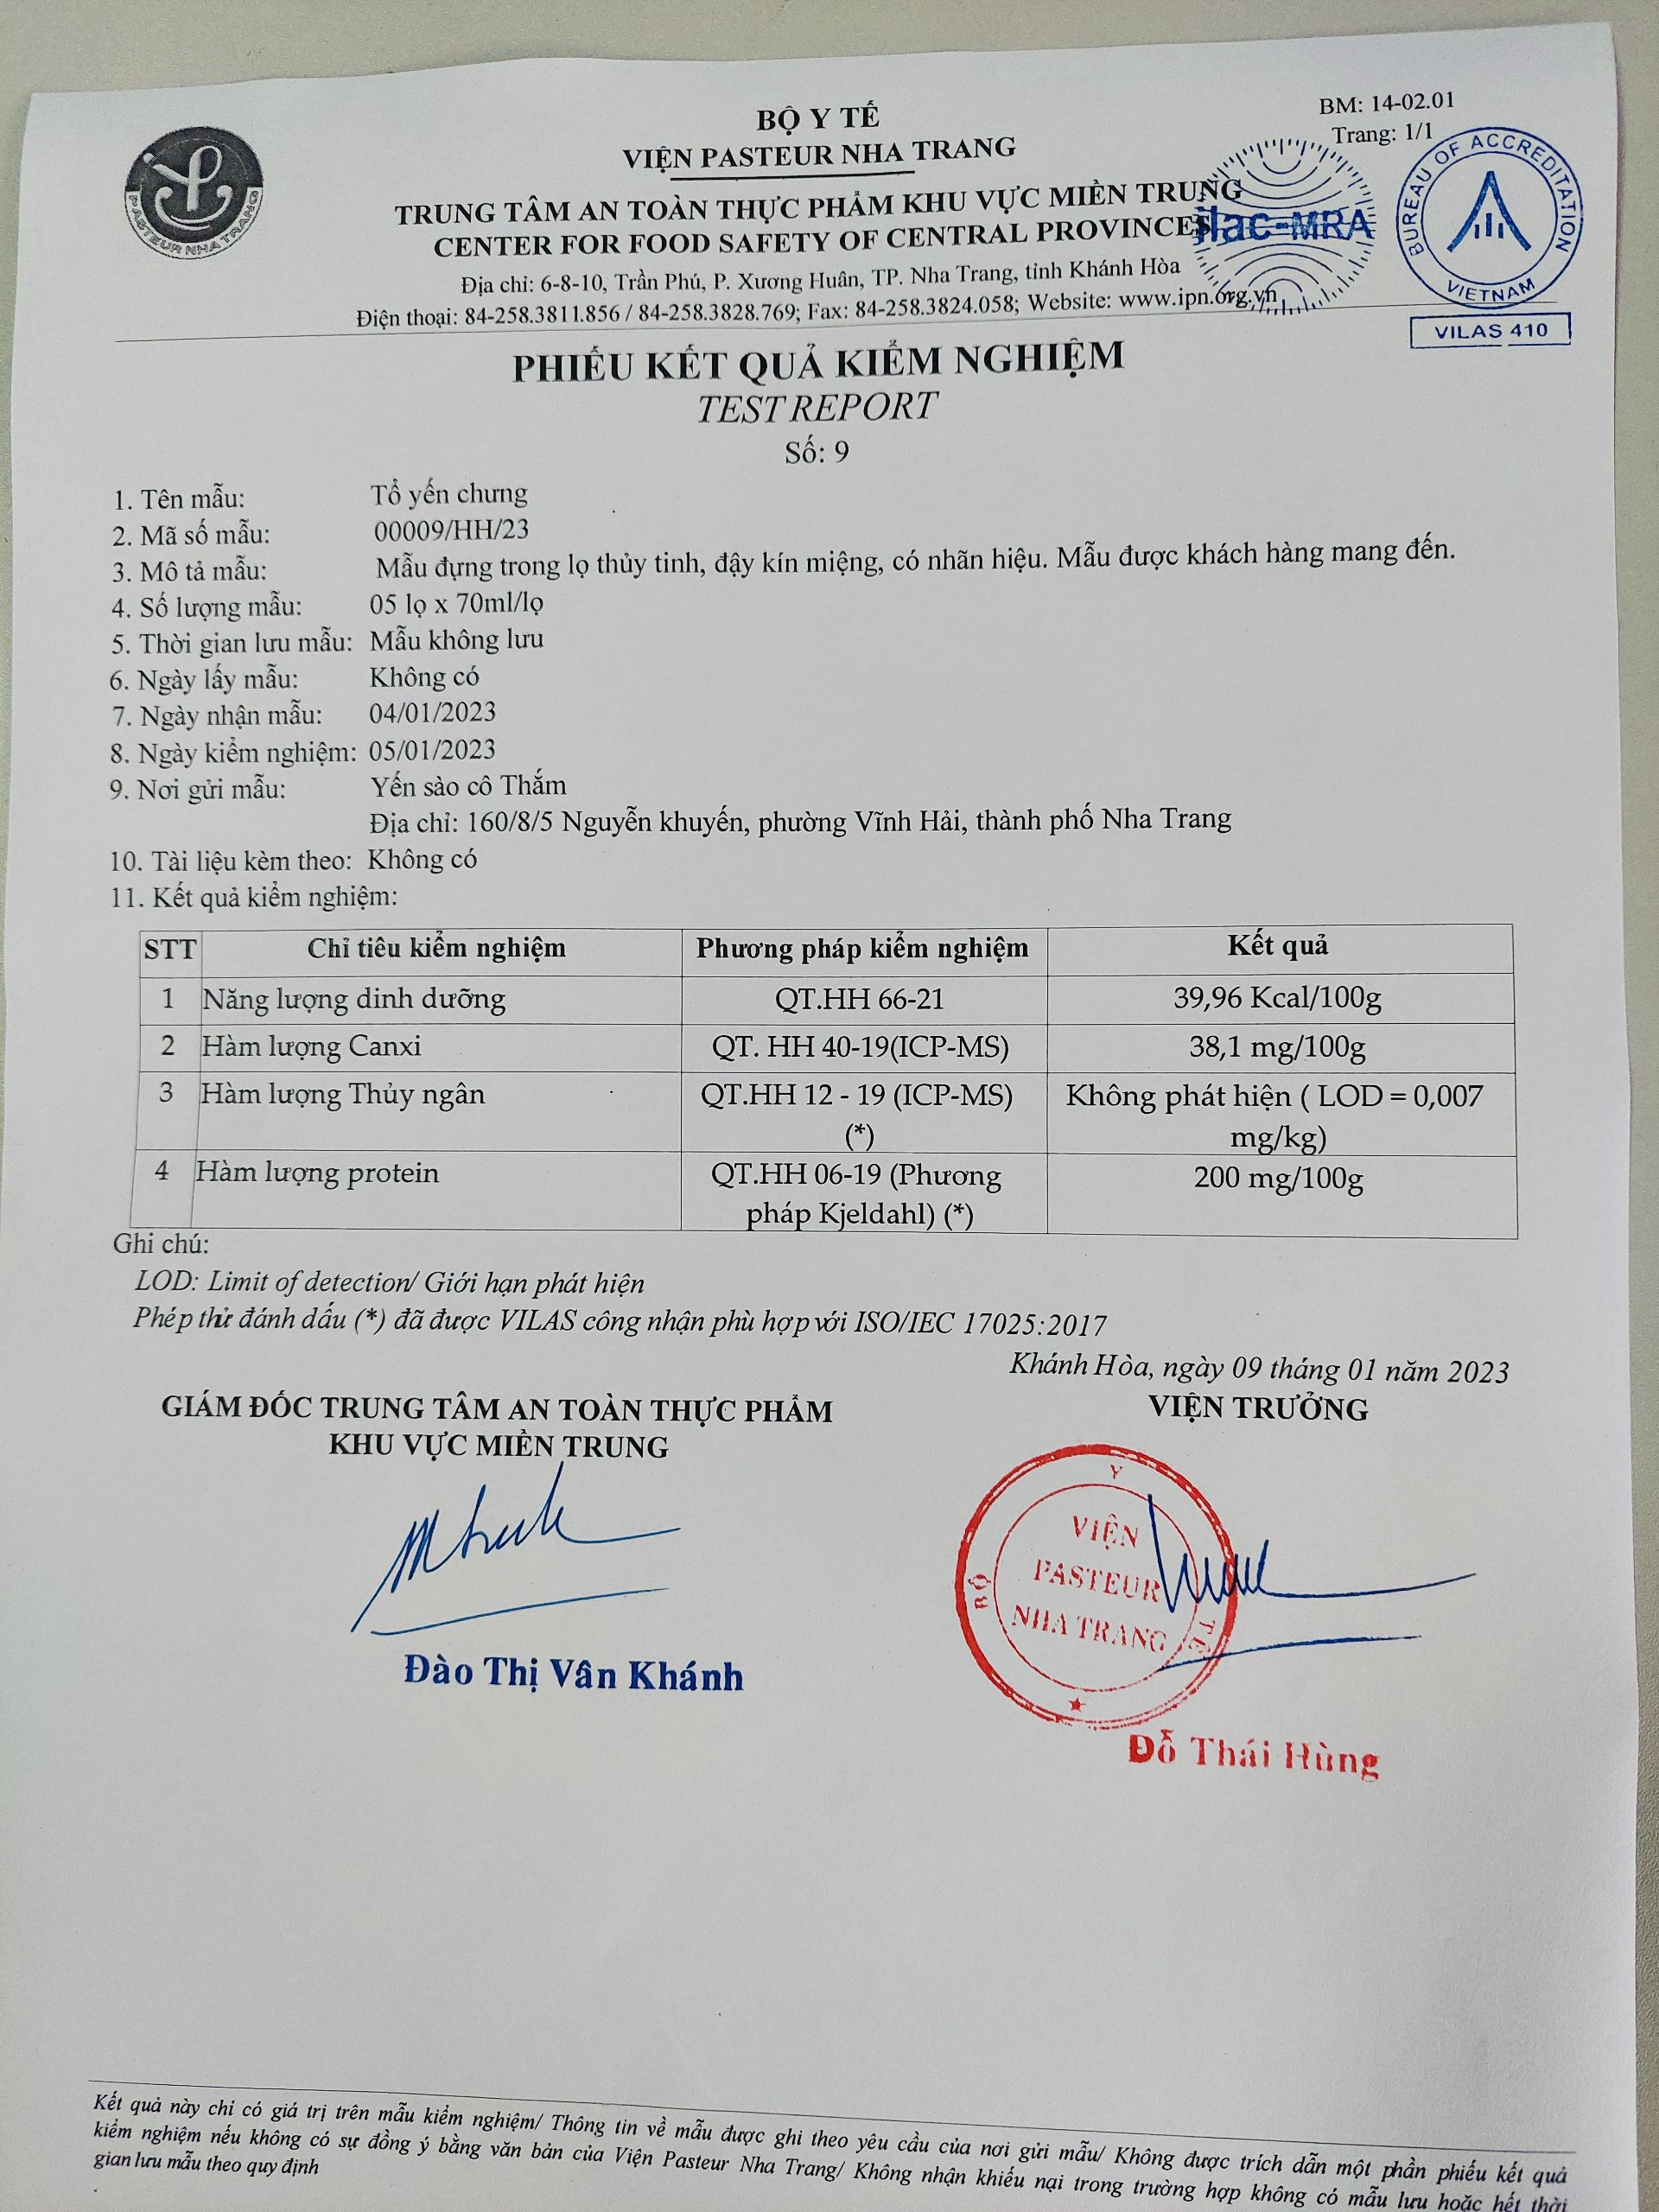 BM: 14-02.01
Trang: 1/1
BỘ Y TẾ
VIỆN PASTEUR NHA TRANG
TRUNG TÂM AN TOÀN THỰC PHẨM KHU VỰC MIỀN TRUNG
CENTER FOR FOOD SAFETY OF CENTRAL PROVINCES
Địa chỉ: 6-8-10, Trần Phú, P. Xương Huân, TP. Nha Trang, tỉnh Khánh Hòa
Điện thoại: 84-258.3811.856 / 84-258.3828.769; Fax: 84-258.3824.058; Website: www.ipn.org.vn
PASTEUR NHA TRANG
ilac-MRA
BUREAU OF ACCREDITATION
VIETNAM
VILAS 410
PHIẾU KẾT QUẢ KIỂM NGHIỆM
TEST REPORT
Số: 9
1. Tên mẫu: Tổ yến chưng
2. Mã số mẫu: 00009/HH/23
3. Mô tả mẫu: Mẫu đựng trong lọ thủy tinh, đậy kín miệng, có nhãn hiệu. Mẫu được khách hàng mang đến.
4. Số lượng mẫu: 05 lọ x 70ml/lọ
5. Thời gian lưu mẫu: Mẫu không lưu
6. Ngày lấy mẫu: Không có
7. Ngày nhận mẫu: 04/01/2023
8. Ngày kiểm nghiệm: 05/01/2023
9. Nơi gửi mẫu: Yến sào cô Thắm
Địa chỉ: 160/8/5 Nguyễn khuyến, phường Vĩnh Hải, thành phố Nha Trang
10. Tài liệu kèm theo: Không có
11. Kết quả kiểm nghiệm:
STT Chỉ tiêu kiểm nghiệm Phương pháp kiểm nghiệm Kết quả
1 Năng lượng dinh dưỡng QT.HH 66-21 39,96 Kcal/100g
2 Hàm lượng Canxi QT. HH 40-19(ICP-MS) 38,1 mg/100g
3 Hàm lượng Thủy ngân QT.HH 12 - 19 (ICP-MS) Không phát hiện ( LOD = 0,007
(*) mg/kg)
4 Hàm lượng protein QT.HH 06-19 (Phương 200 mg/100g
pháp Kjeldahl) (*)
Ghi chú:
LOD: Limit of detection/ Giới hạn phát hiện
Phép thử đánh dấu (*) đã được VILAS công nhận phù hợp với ISO/IEC 17025:2017
Khánh Hòa, ngày 09 tháng 01 năm 2023
GIÁM ĐỐC TRUNG TÂM AN TOÀN THỰC PHẨM VIỆN TRƯỞNG
KHU VỰC MIỀN TRUNG
BỘ Y TẾ
VIỆN
PASTEUR
NHA TRANG
Đào Thị Vân Khánh
Đỗ Thái Hùng
Kết quả này chỉ có giá trị trên mẫu kiểm nghiệm/ Thông tin về mẫu được ghi theo yêu cầu của nơi gửi mẫu/ Không được trích dẫn một phần phiếu kết quả
kiểm nghiệm nếu không có sự đồng ý bằng văn bản của Viện Pasteur Nha Trang/ Không nhận khiếu nại trong trường hợp không có mẫu lưu hoặc hết thời
gian lưu mẫu theo quy định